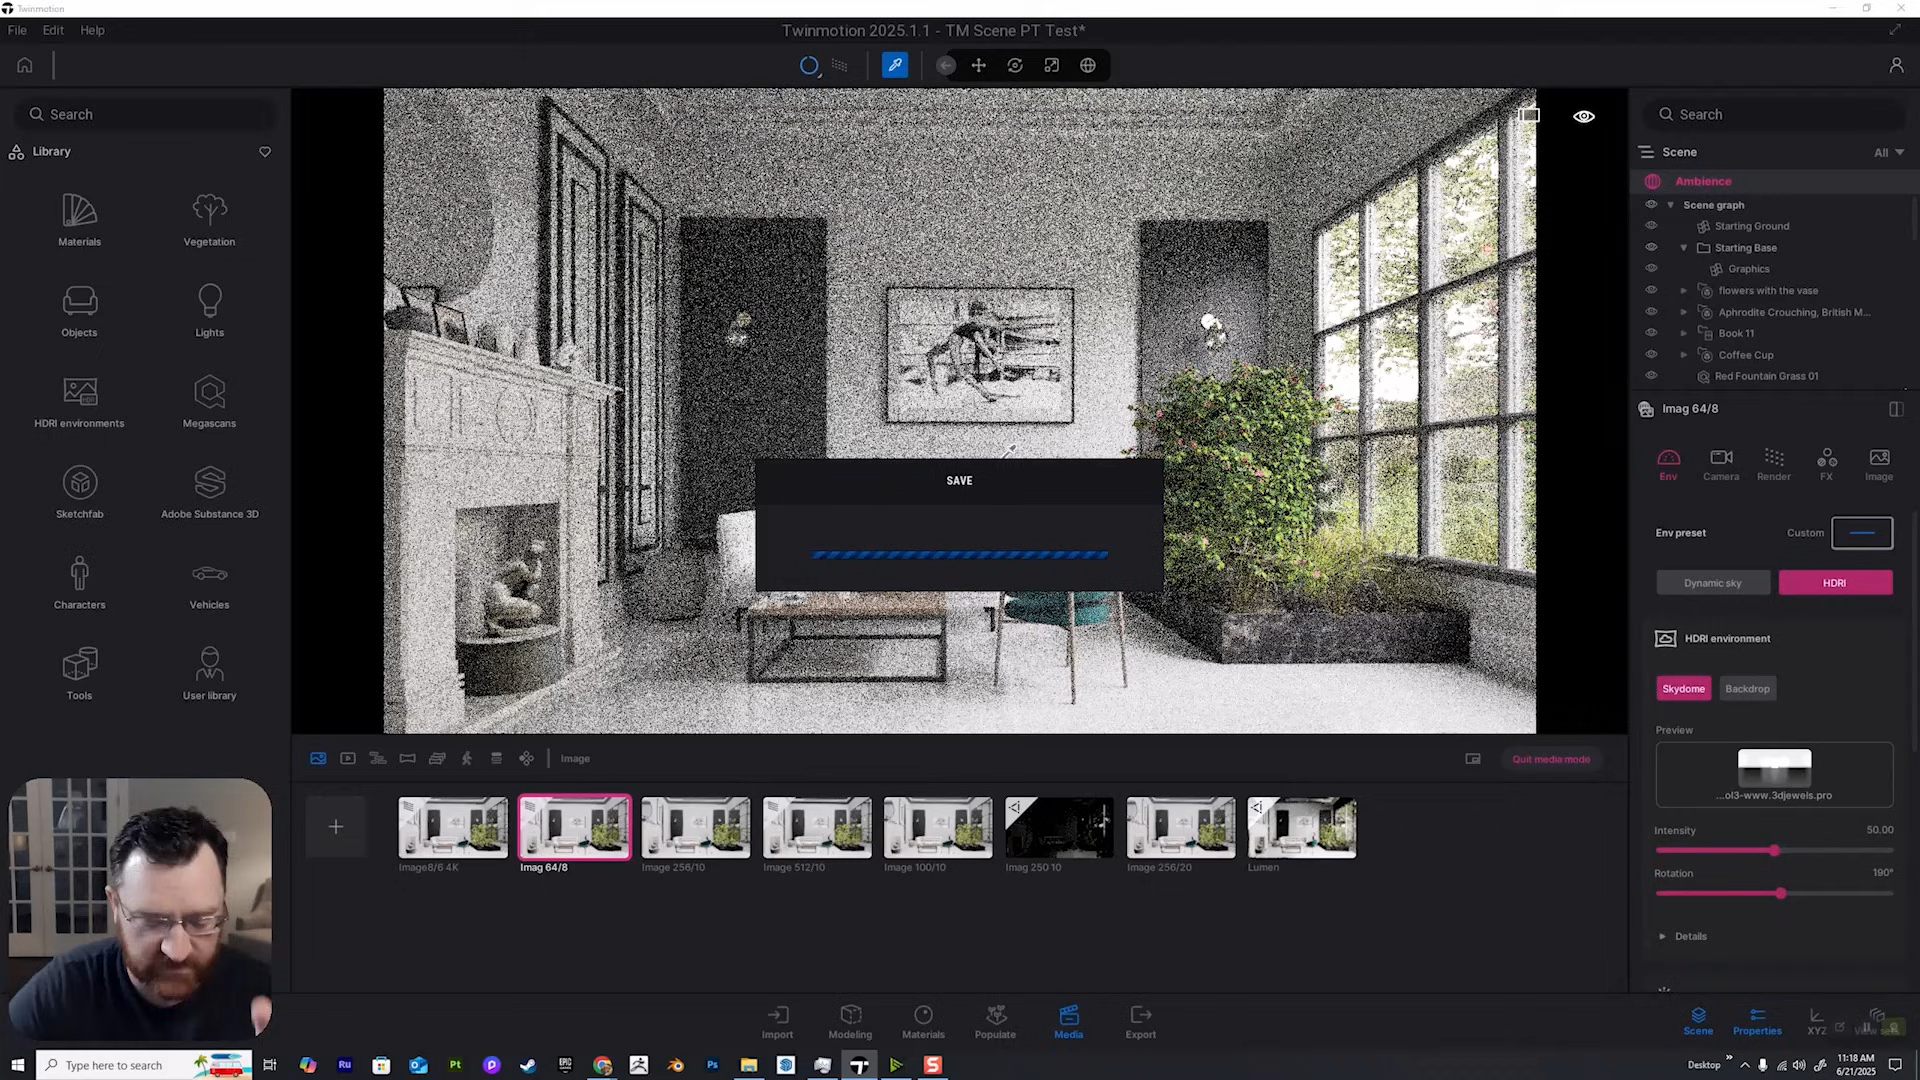 Twinmotion
File Edit Help
Twinmotion 2025.1.1 - TM Scene PT Test*
Search
Library
Materials
Vegetation
Objects
Lights
HDRI environments
Megascans
Sketchfab
Adobe Substance 3D
Characters
Vehicles
Tools
User library
SAVE
Search
Scene
All
Ambience
Scene graph
Starting Ground
Starting Base
Graphics
flowers with the vase
Aphrodite Crouching, British M...
Book 11
Coffee Cup
Red Fountain Grass 01
Imag 64/8
Env
Camera
Render
FX
Image
Env preset
Custom
Dynamic sky
HDRI
HDRI environment
Skydome
Backdrop
Preview
...ol3-www.3djewels.pro
Intensity
50.00
Rotation
190°
Details
Image
Quit media mode
Image8/6 4K
Imag 64/8
Image 256/10
Image 512/10
Image 100/10
Imag 250 10
Image 256/20
Lumen
Import
Modeling
Materials
Populate
Media
Export
Scene
Properties
XYZ
Type here to search
Ru
Pt
Ps
Desktop
11:18 AM
6/21/2025